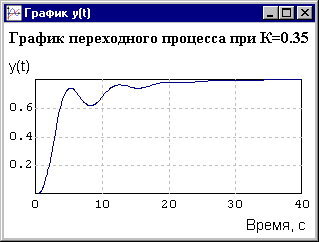 График y(t)
График переходного процесса при К=0.35
y(t)
0.6
0.4
0.2
0 10 20 30 40
Время, с